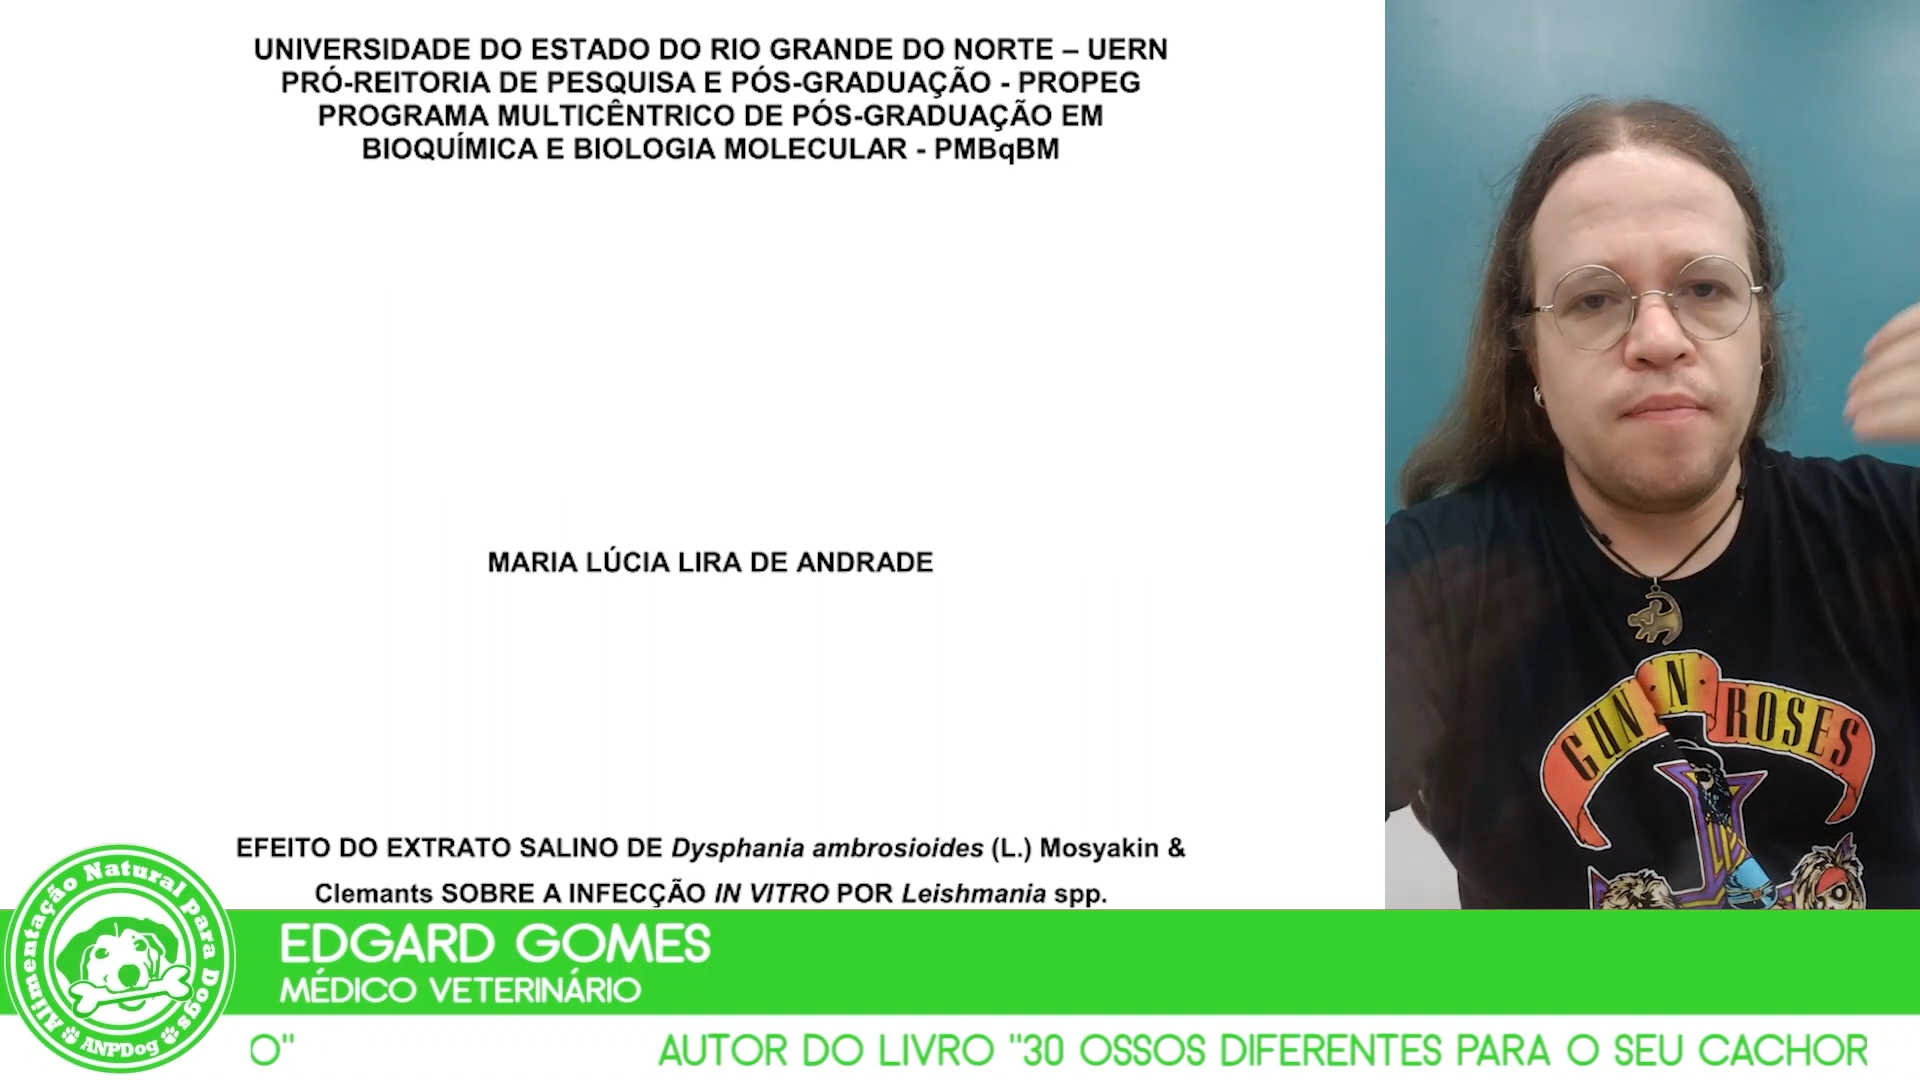 UNIVERSIDADE DO ESTADO DO RIO GRANDE DO NORTE – UERN
PRÓ-REITORIA DE PESQUISA E PÓS-GRADUAÇÃO - PROPEG
PROGRAMA MULTICÊNTRICO DE PÓS-GRADUAÇÃO EM
BIOQUÍMICA E BIOLOGIA MOLECULAR - PMBqBM
MARIA LÚCIA LIRA DE ANDRADE
EFEITO DO EXTRATO SALINO DE Dysphania ambrosioides (L.) Mosyakin &
Clemants SOBRE A INFECÇÃO IN VITRO POR Leishmania spp.
GUN N ROSES
Alimentação Natural Para Dogs
ANPDog
EDGARD GOMES
MÉDICO VETERINÁRIO
O" AUTOR DO LIVRO "30 OSSOS DIFERENTES PARA O SEU CACHOR